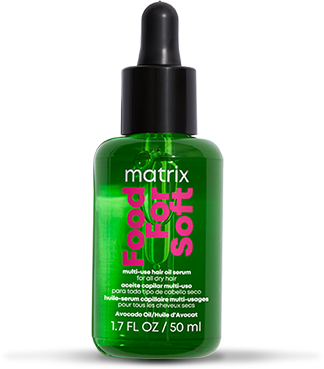 matrix
Food
For
Soft
multi-use hair oil serum
for all dry hair
aceite capilar multi-uso
para todo tipo de cabello seco
huile-serum capillaire multi-usages
pour tous les cheveux secs
Avocado Oil/Huile d'Avocat
1.7 FL OZ / 50 ml